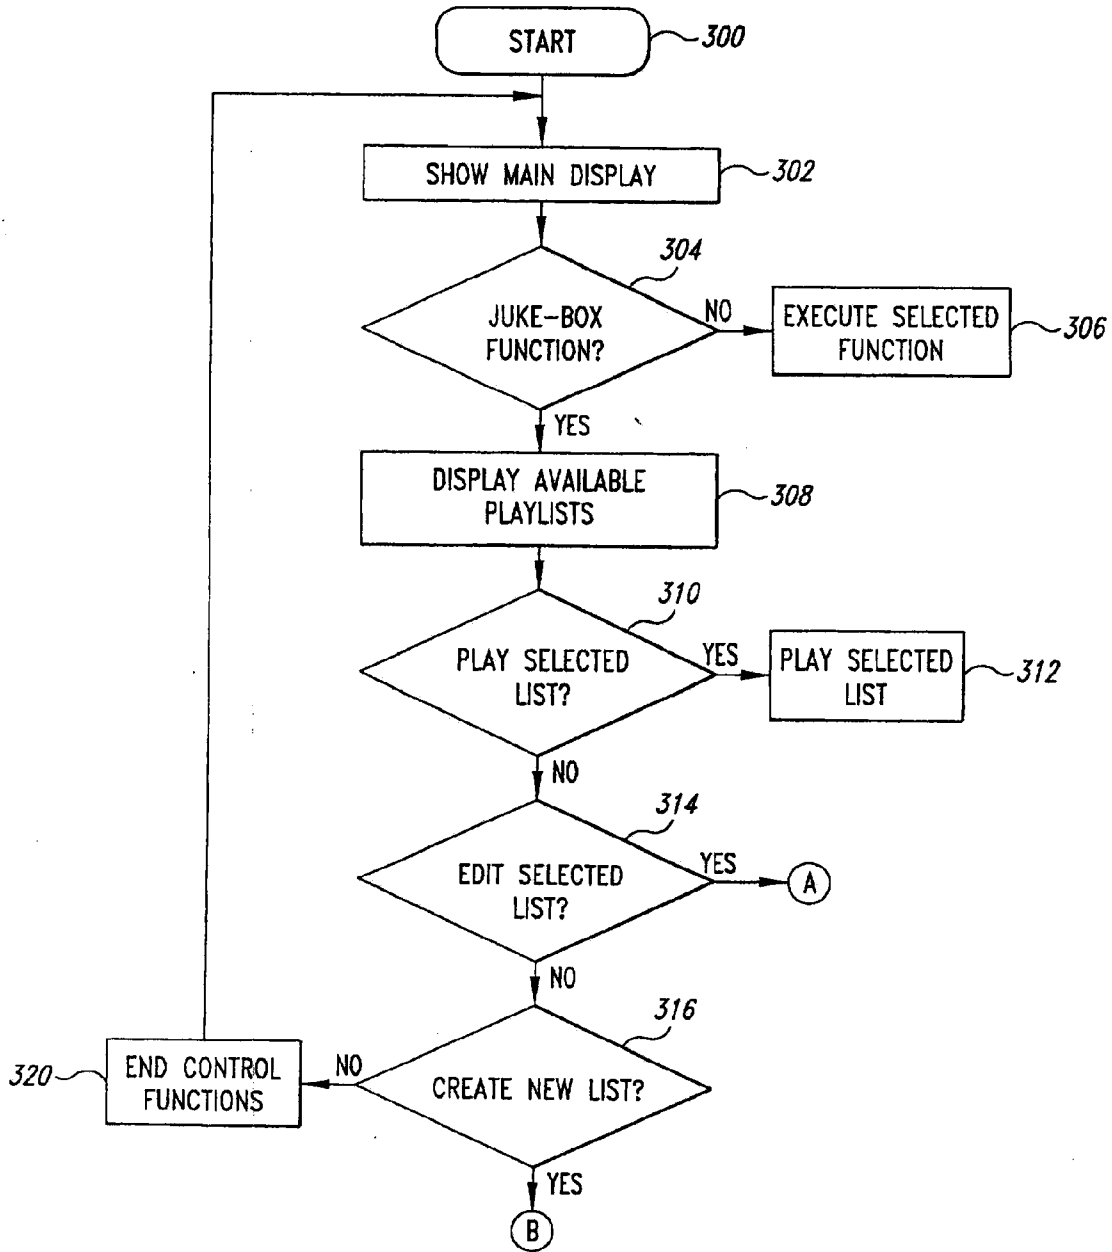 START
300
SHOW MAIN DISPLAY
302
304
JUKE-BOX
FUNCTION?
NO
EXECUTE SELECTED
FUNCTION
306
YES
DISPLAY AVAILABLE
PLAYLISTS
308
310
PLAY SELECTED
LIST?
YES
PLAY SELECTED
LIST
312
NO
314
EDIT SELECTED
LIST?
YES
A
NO
316
CREATE NEW LIST?
NO
END CONTROL
FUNCTIONS
320
YES
B